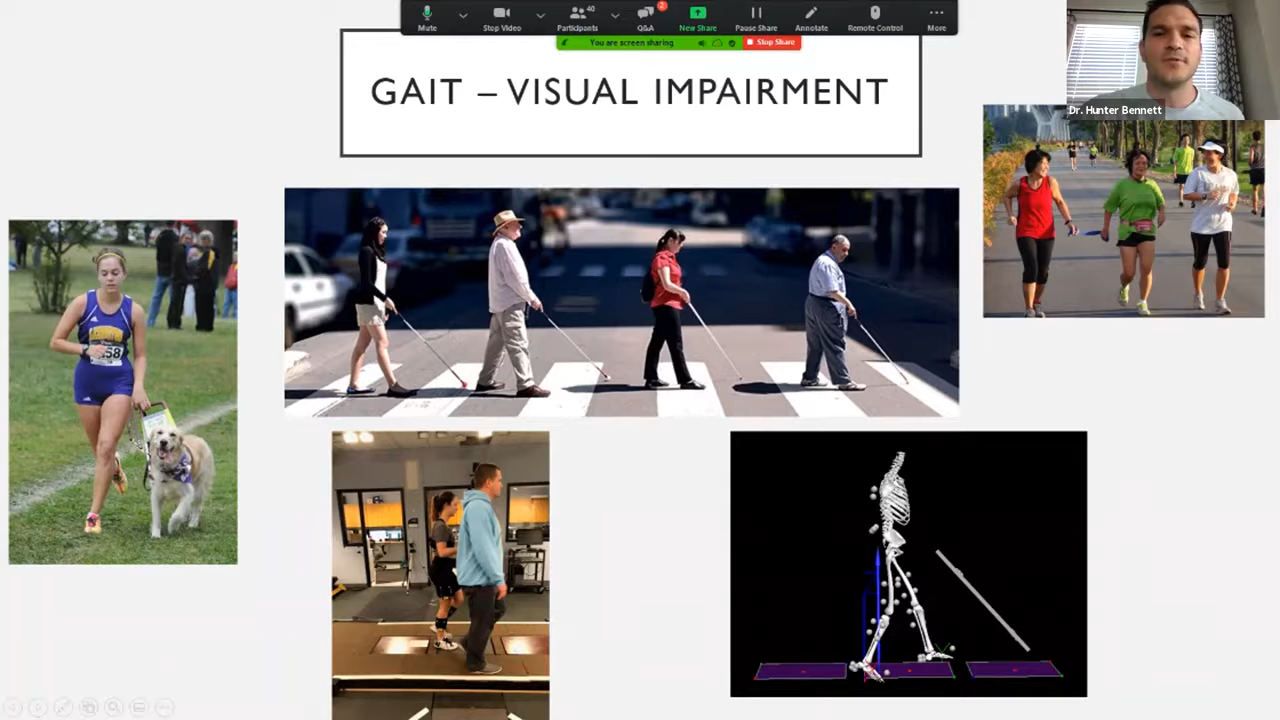 40
2
Mute
Stop Video
Participants
Q&A
New Share
Pause Share
Annotate
Remote Control
More
You are screen sharing
Stop Share
Dr. Hunter Bennett
GAIT – VISUAL IMPAIRMENT
58